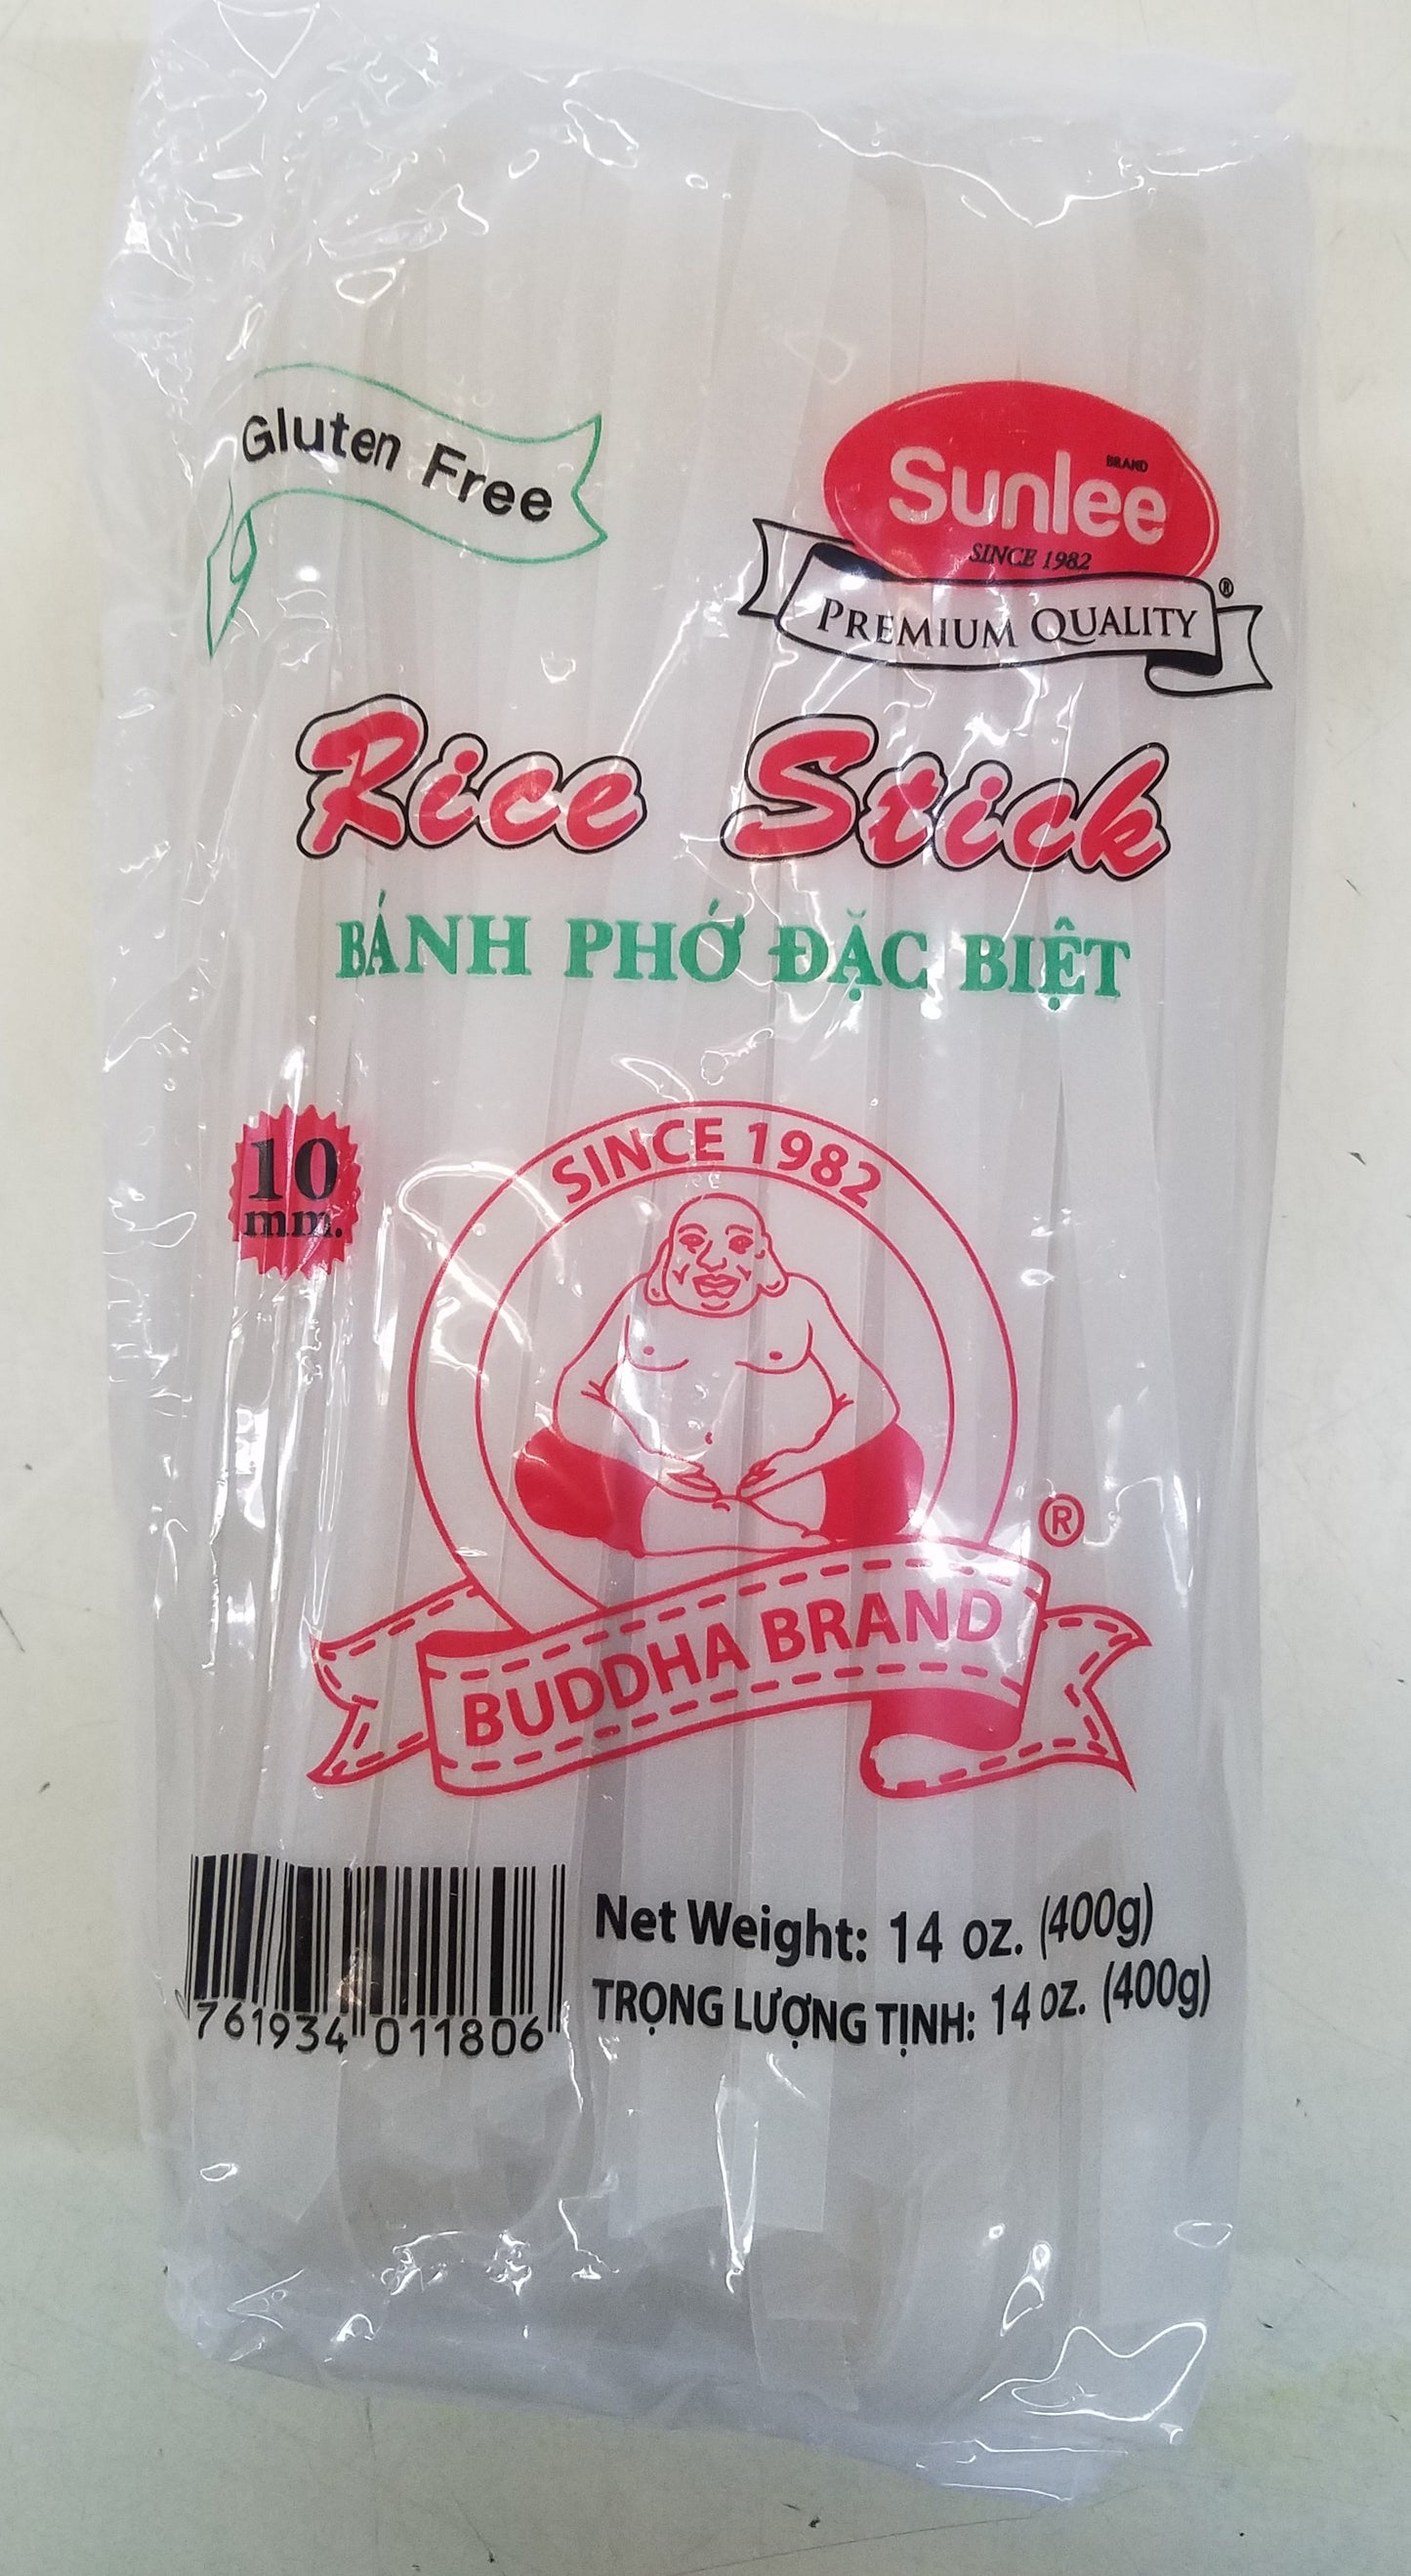 Gluten Free
Sunlee
BRAND
SINCE 1982
PREMIUM QUALITY ®
Rice Stick
BÁNH PHỞ ĐẶC BIỆT
10
mm.
SINCE 1982
®
BUDDHA BRAND
Net Weight: 14 oz. (400g)
TRỌNG LƯỢNG TỊNH: 14 oz. (400g)
761934 011806